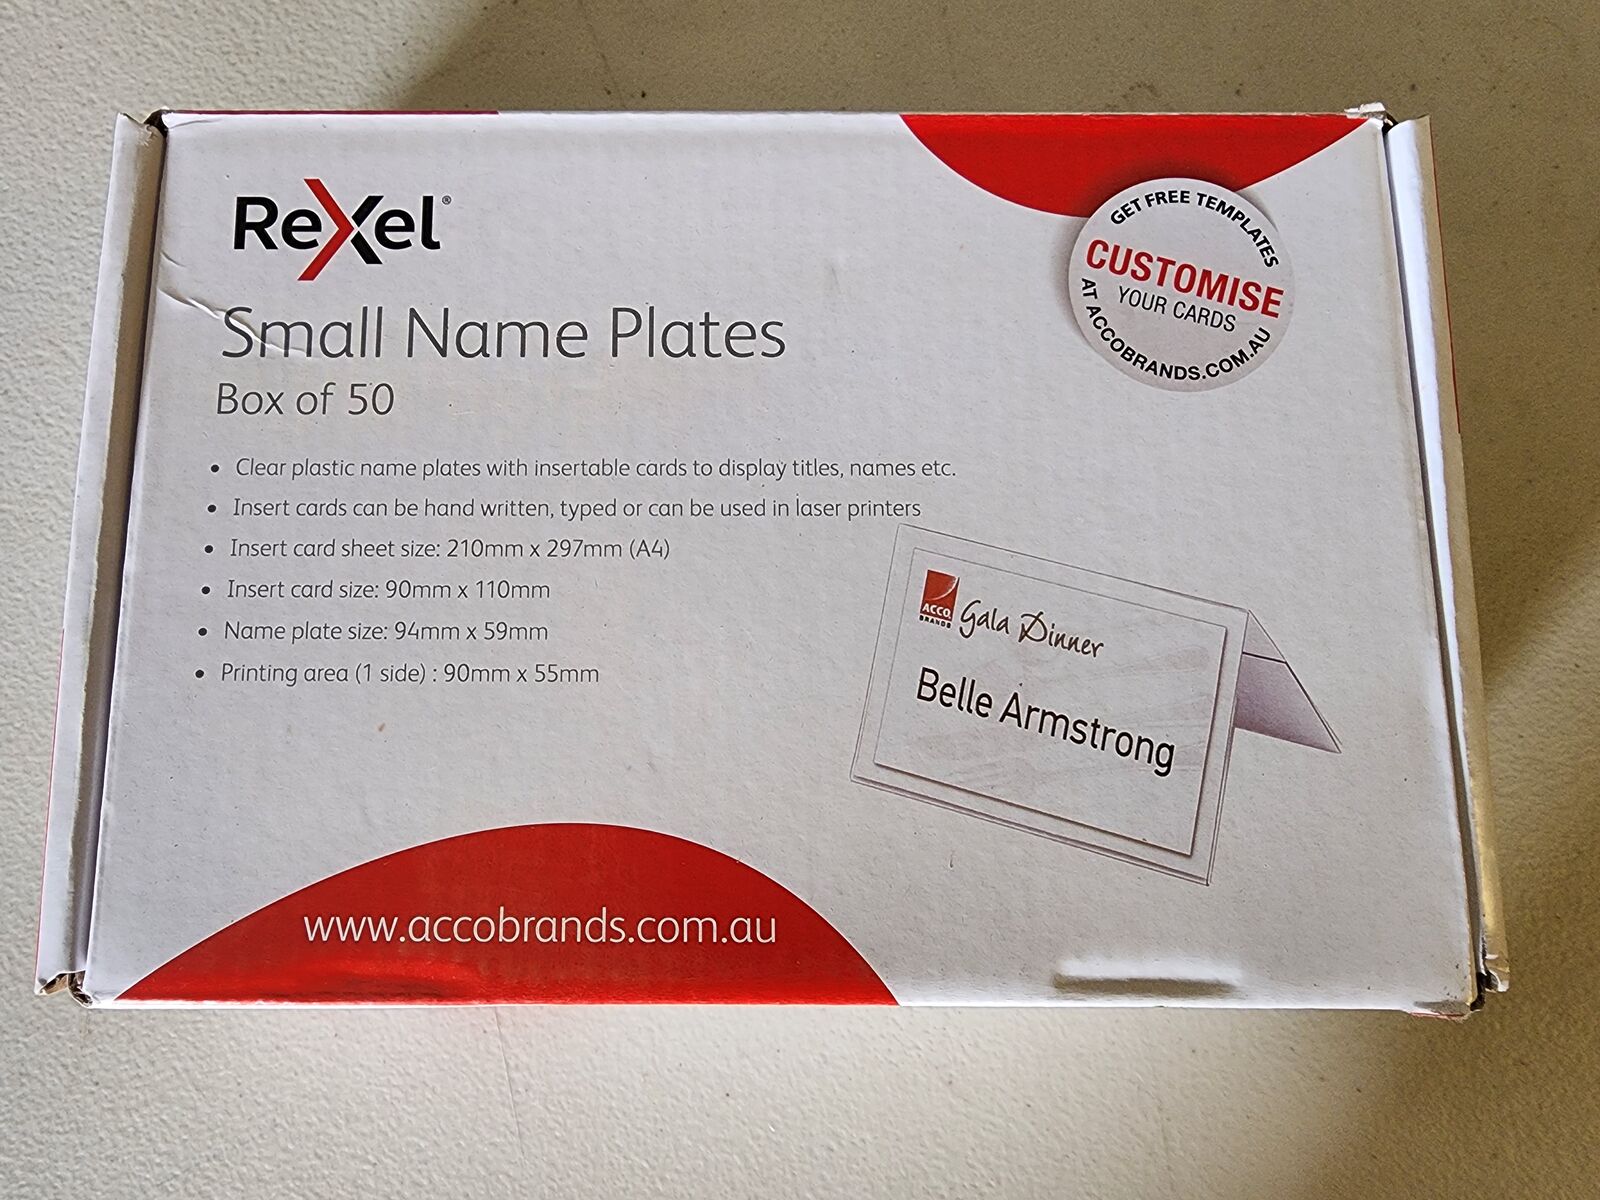 ReXel®
Small Name Plates
Box of 50
• Clear plastic name plates with insertable cards to display titles, names etc.
• Insert cards can be hand written, typed or can be used in laser printers
• Insert card sheet size: 210mm x 297mm (A4)
• Insert card size: 90mm x 110mm
• Name plate size: 94mm x 59mm
• Printing area (1 side) : 90mm x 55mm
GET FREE TEMPLATES
CUSTOMISE
YOUR CARDS
AT ACCOBRANDS.COM.AU
ACCO
BRANDS
Gala Dinner
Belle Armstrong
www.accobrands.com.au